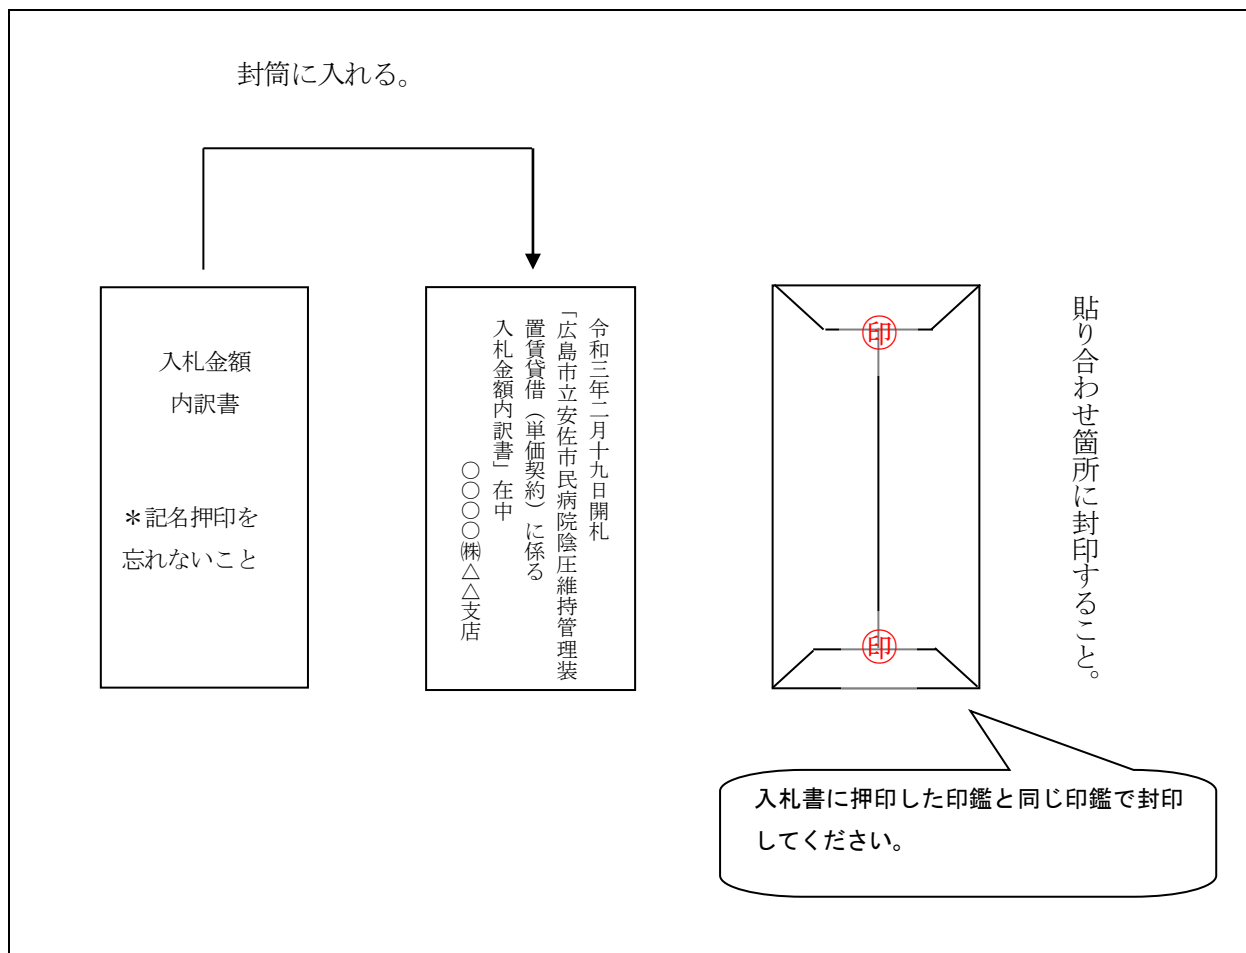 封筒に入れる。
入札金額
内訳書
＊記名押印を
忘れないこと
令和三年二月十九日開札
「広島市立安佐市民病院陰圧維持管理装
置賃貸借（単価契約）に係る
入札金額内訳書」在中
〇〇〇〇㈱△△支店
印
印
貼り合わせ箇所に封印すること。
入札書に押印した印鑑と同じ印鑑で封印
してください。